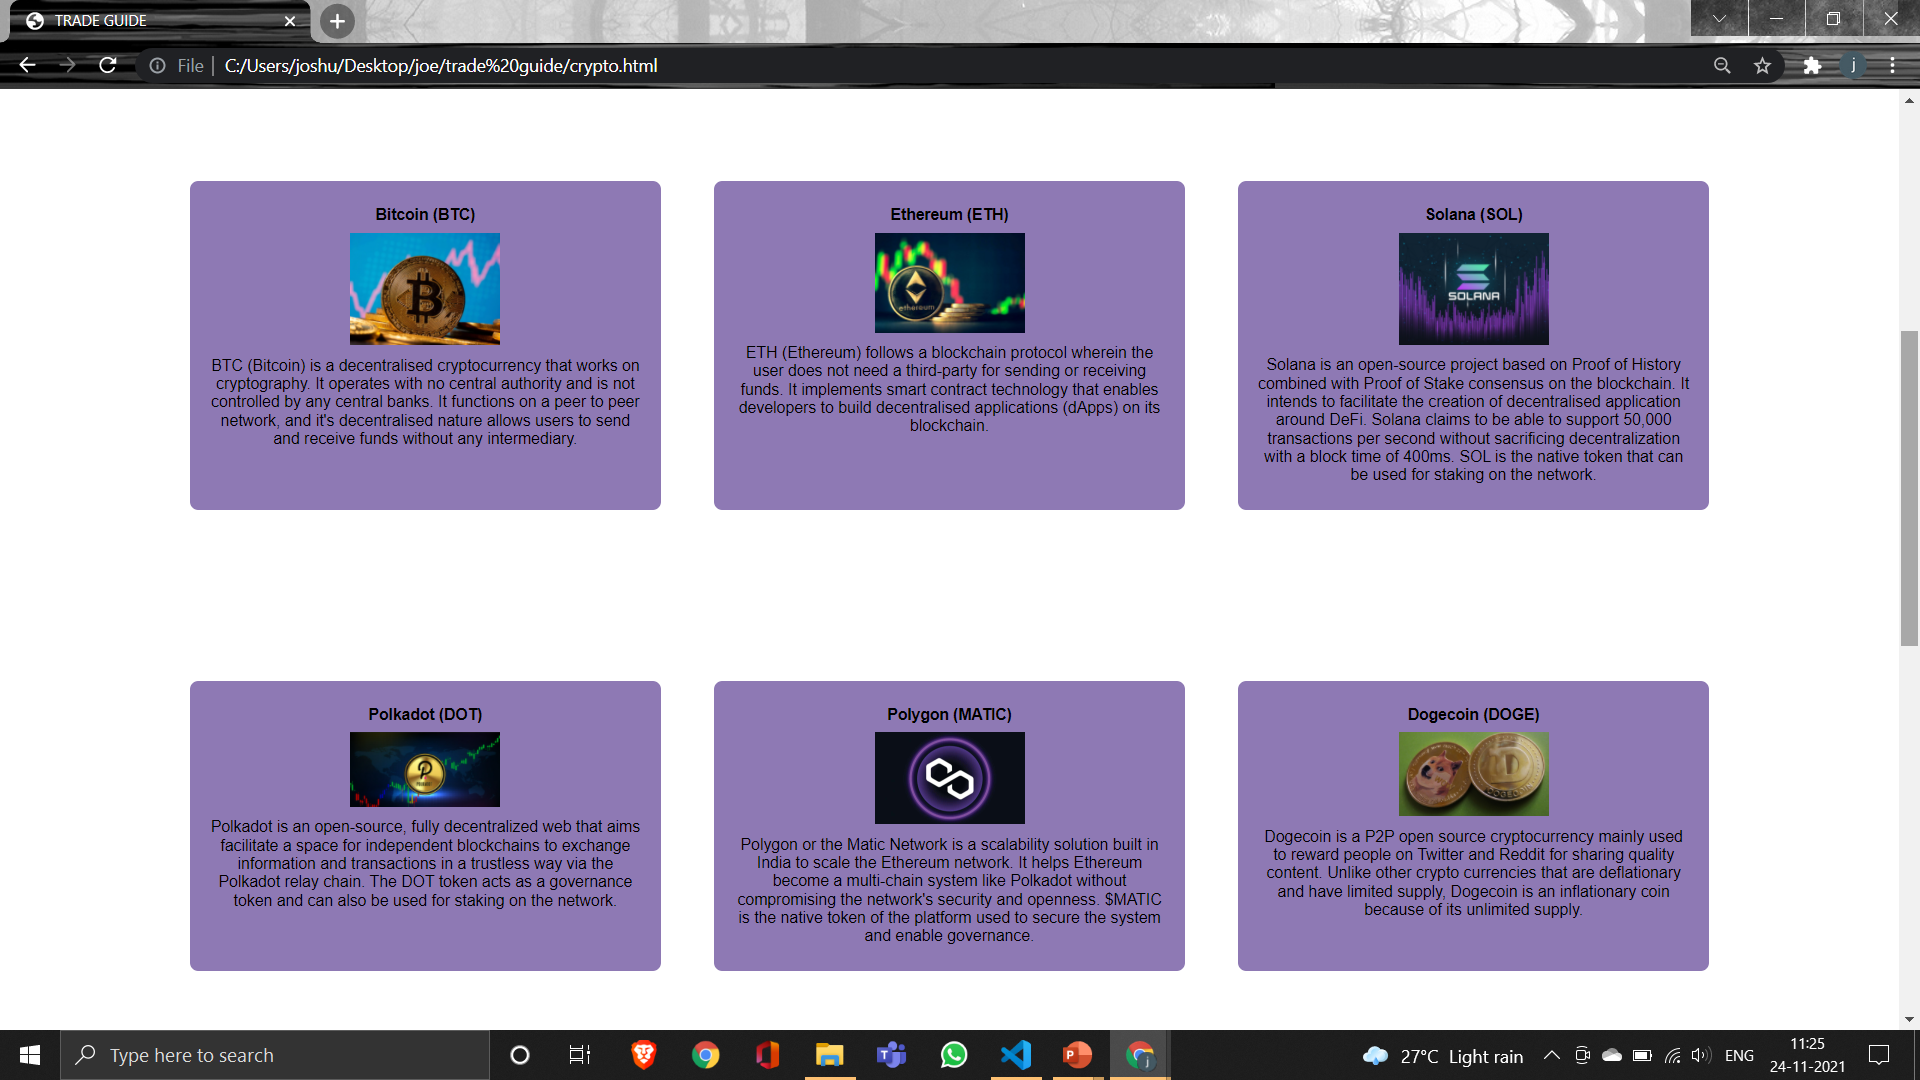 TRADE GUIDE
File
C:/Users/joshu/Desktop/joe/trade%20guide/crypto.html
j
Bitcoin (BTC)
BTC (Bitcoin) is a decentralised cryptocurrency that works on
cryptography. It operates with no central authority and is not
controlled by any central banks. It functions on a peer to peer
network, and it's decentralised nature allows users to send
and receive funds without any intermediary.
Ethereum (ETH)
ethereum
ETH (Ethereum) follows a blockchain protocol wherein the
user does not need a third-party for sending or receiving
funds. It implements smart contract technology that enables
developers to build decentralised applications (dApps) on its
blockchain.
Solana (SOL)
SOLANA
Solana is an open-source project based on Proof of History
combined with Proof of Stake consensus on the blockchain. It
intends to facilitate the creation of decentralised application
around DeFi. Solana claims to be able to support 50,000
transactions per second without sacrificing decentralization
with a block time of 400ms. SOL is the native token that can
be used for staking on the network.
Polkadot (DOT)
Polkadot is an open-source, fully decentralized web that aims
facilitate a space for independent blockchains to exchange
information and transactions in a trustless way via the
Polkadot relay chain. The DOT token acts as a governance
token and can also be used for staking on the network.
Polygon (MATIC)
Polygon or the Matic Network is a scalability solution built in
India to scale the Ethereum network. It helps Ethereum
become a multi-chain system like Polkadot without
compromising the network's security and openness. $MATIC
is the native token of the platform used to secure the system
and enable governance.
Dogecoin (DOGE)
DOGECOIN
Dogecoin is a P2P open source cryptocurrency mainly used
to reward people on Twitter and Reddit for sharing quality
content. Unlike other crypto currencies that are deflationary
and have limited supply, Dogecoin is an inflationary coin
because of its unlimited supply.
Type here to search
27°C Light rain
ENG
11:25
24-11-2021